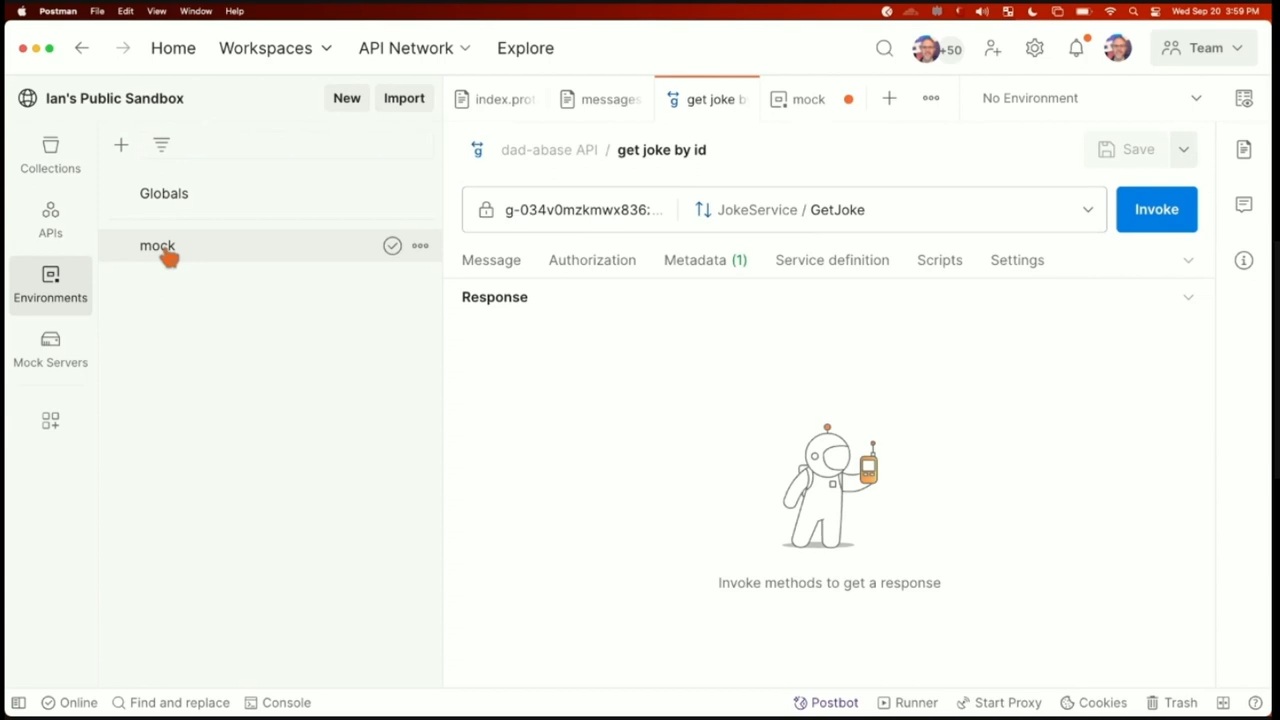 Postman File Edit View Window Help Wed Sep 20 3:59 PM
Home Workspaces API Network Explore +50 Team
Ian's Public Sandbox New Import
index.prot messages get joke b mock No Environment
Collections
APIs
Environments
Mock Servers
Globals
mock
dad-abase API / get joke by id Save
g-034v0mzkmwx836:... JokeService / GetJoke Invoke
Message Authorization Metadata (1) Service definition Scripts Settings
Response
Invoke methods to get a response
Online Find and replace Console Postbot Runner Start Proxy Cookies Trash